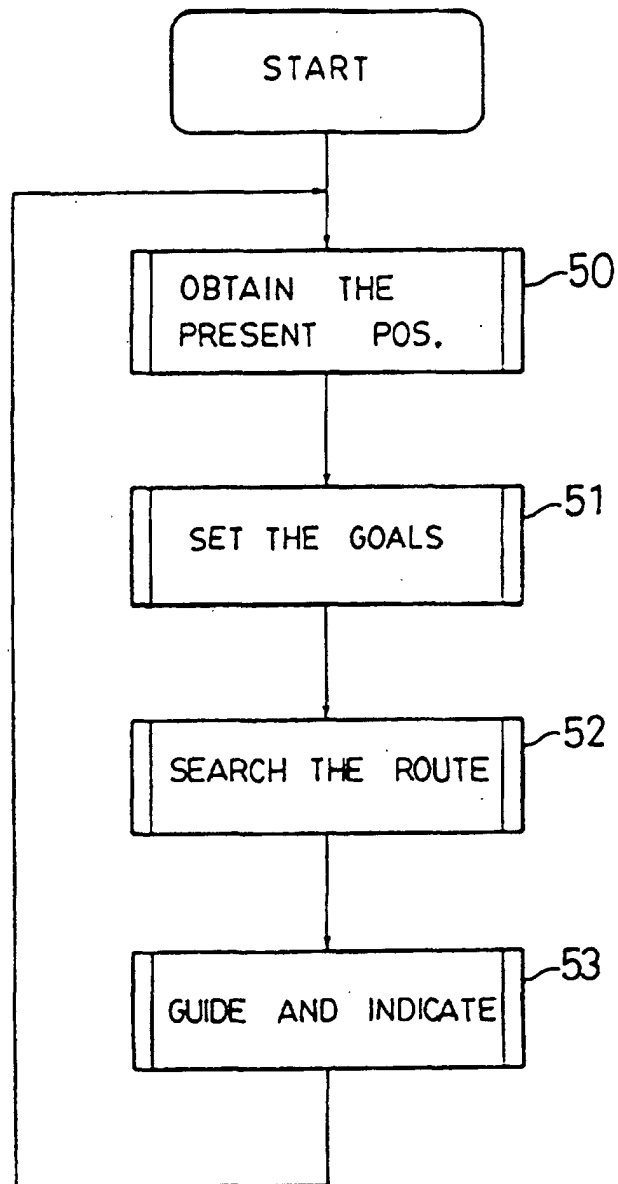 START
OBTAIN THE
PRESENT POS.
50
SET THE GOALS
51
SEARCH THE ROUTE
52
GUIDE AND INDICATE
53